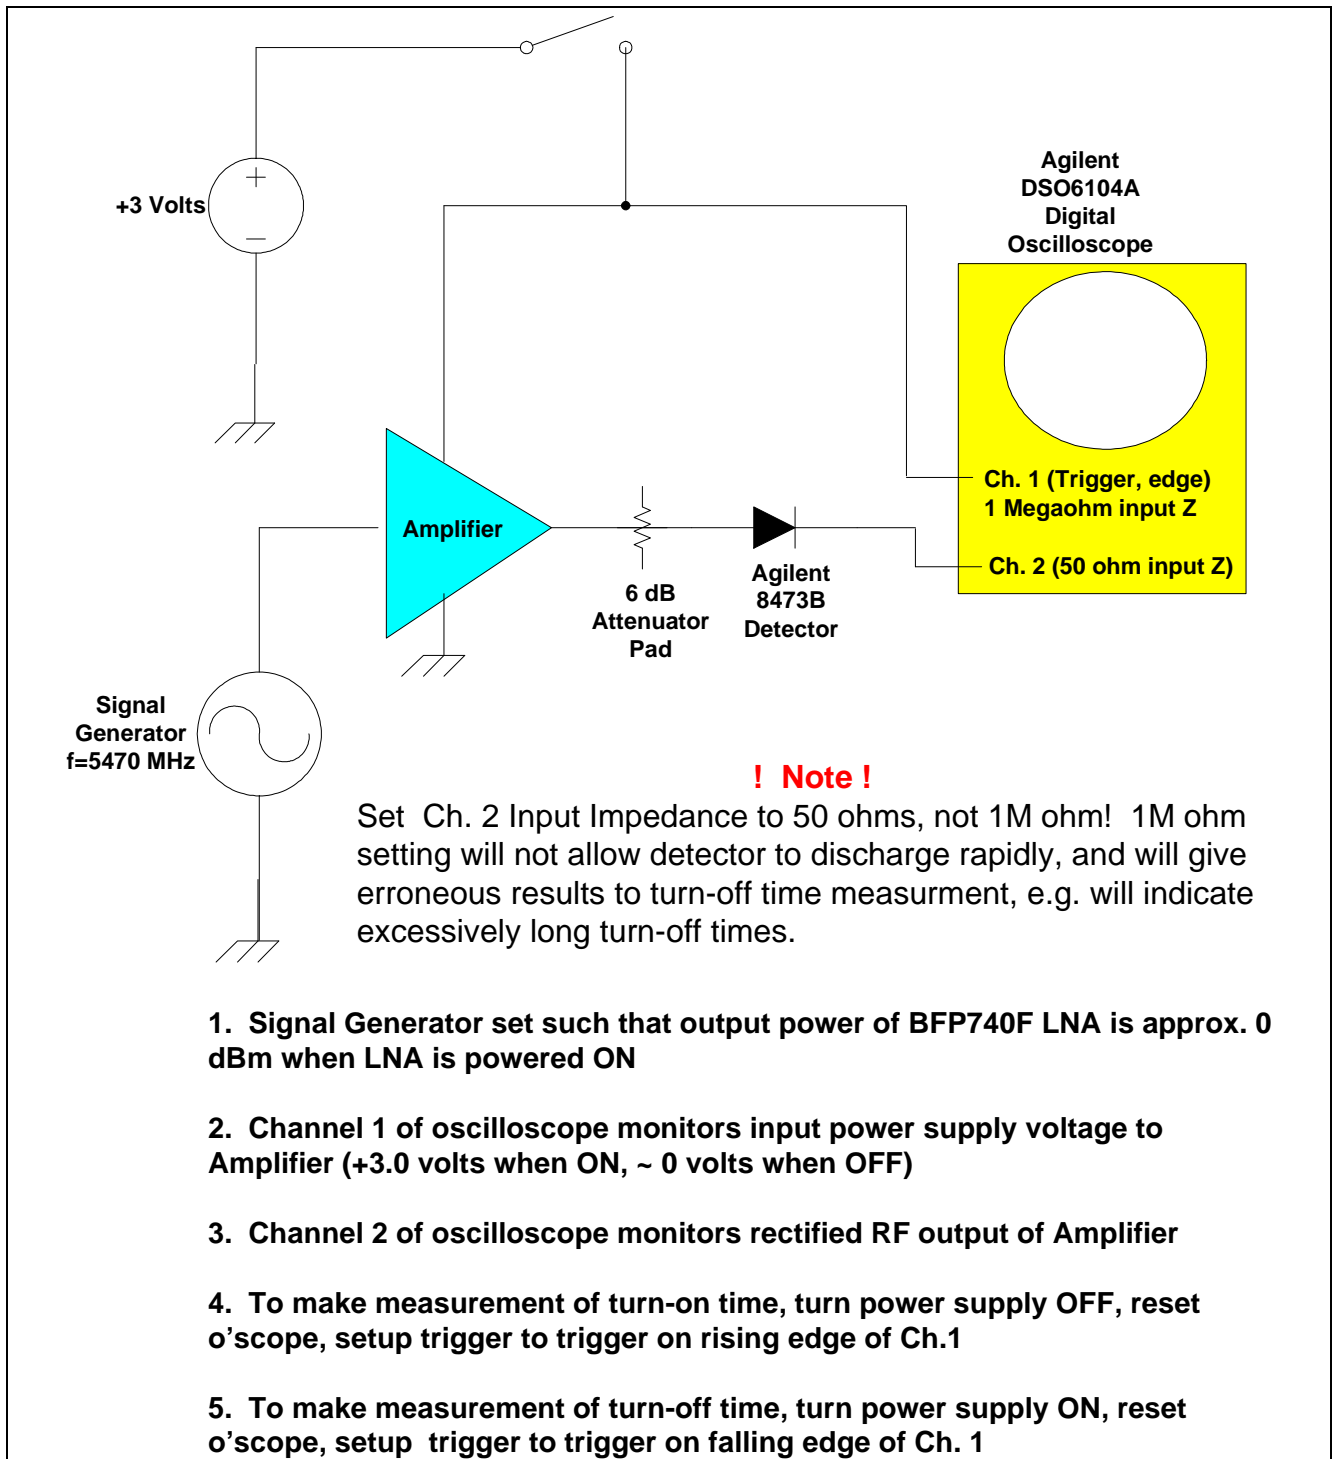 +3 Volts
Agilent
DSO6104A
Digital
Oscilloscope
Ch. 1 (Trigger, edge)
1 Megaohm input Z
Ch. 2 (50 ohm input Z)
Amplifier
6 dB
Attenuator
Pad
Agilent
8473B
Detector
Signal
Generator
f=5470 MHz
! Note !
Set Ch. 2 Input Impedance to 50 ohms, not 1M ohm! 1M ohm
setting will not allow detector to discharge rapidly, and will give
erroneous results to turn-off time measurment, e.g. will indicate
excessively long turn-off times.
1. Signal Generator set such that output power of BFP740F LNA is approx. 0
dBm when LNA is powered ON
2. Channel 1 of oscilloscope monitors input power supply voltage to
Amplifier (+3.0 volts when ON, ~ 0 volts when OFF)
3. Channel 2 of oscilloscope monitors rectified RF output of Amplifier
4. To make measurement of turn-on time, turn power supply OFF, reset
o’scope, setup trigger to trigger on rising edge of Ch.1
5. To make measurement of turn-off time, turn power supply ON, reset
o’scope, setup trigger to trigger on falling edge of Ch. 1